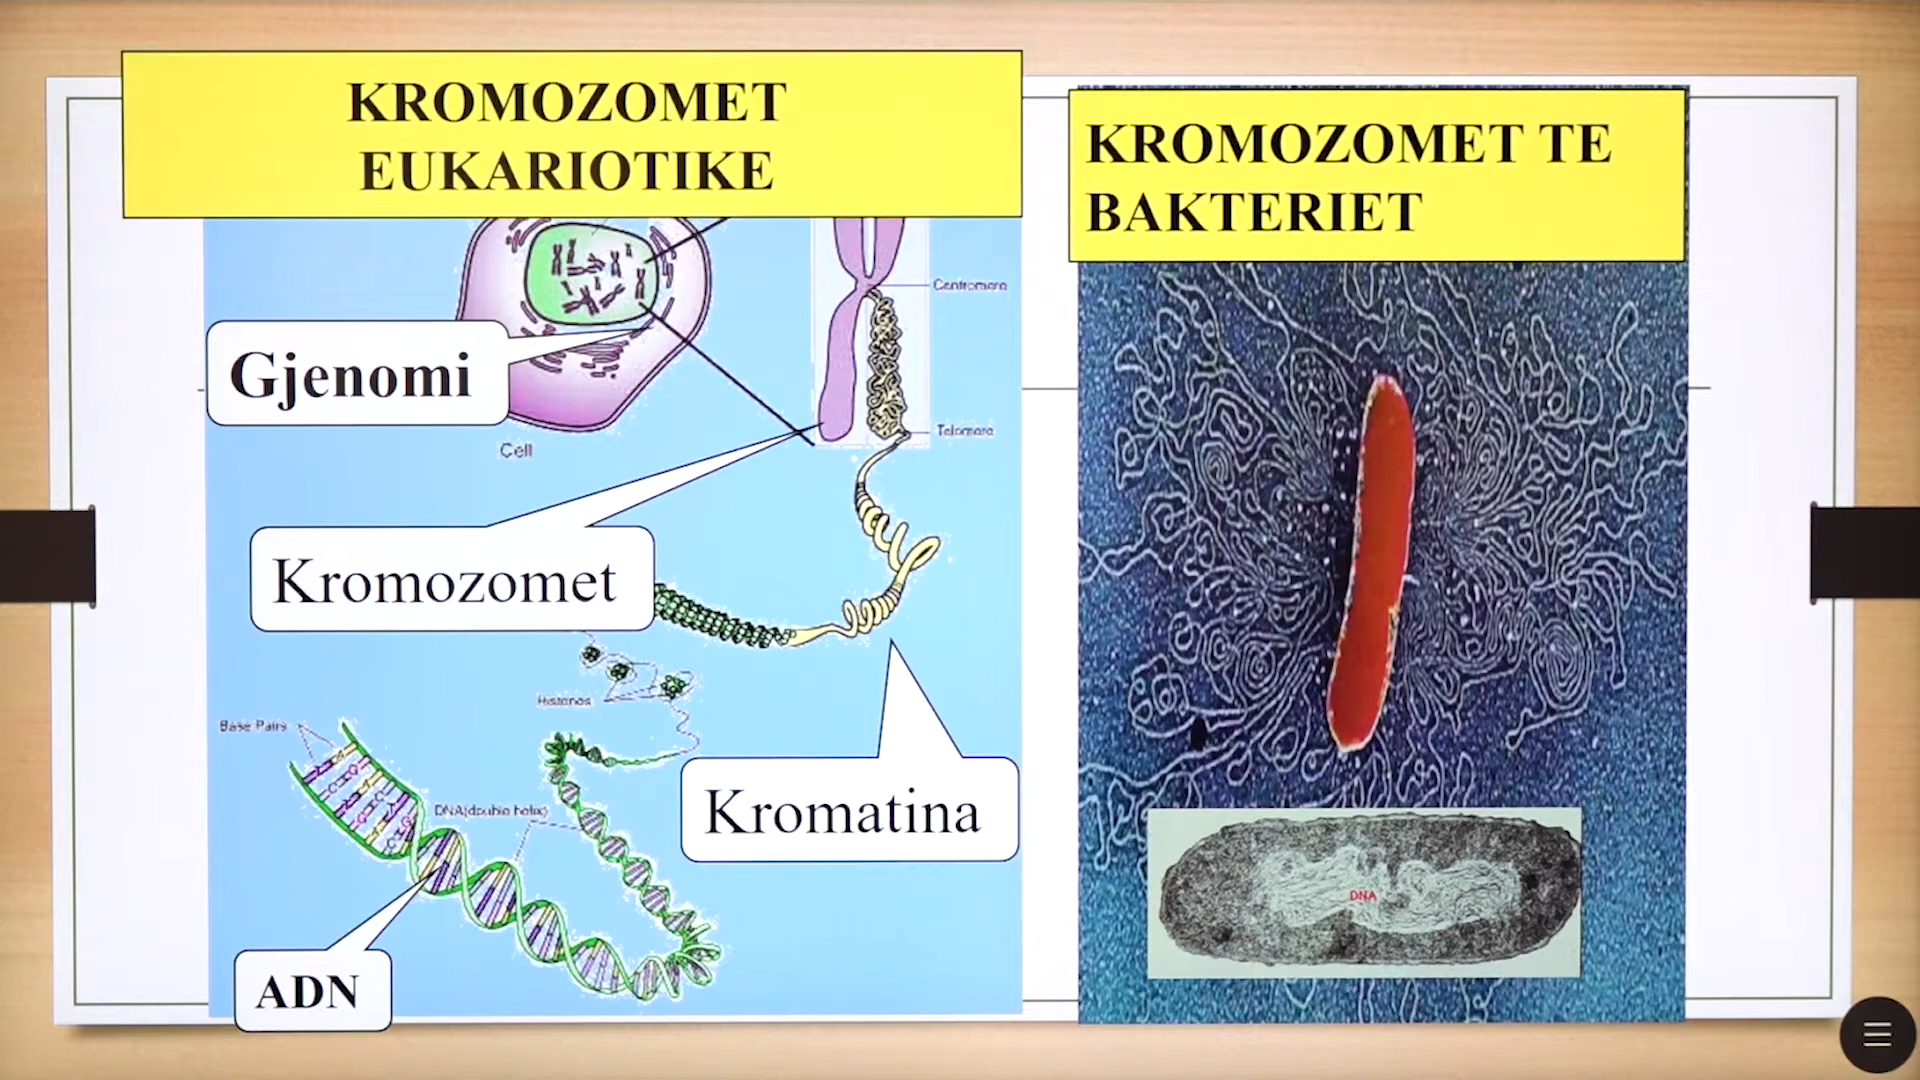 KROMOZOMET
EUKARIOTIKE
KROMOZOMET TE
BAKTERIET
Centromere
Gjenomi
Telomere
Cell
Kromozomet
Histones
Base Pairs
DNA(double helix)
Kromatina
DNA
ADN